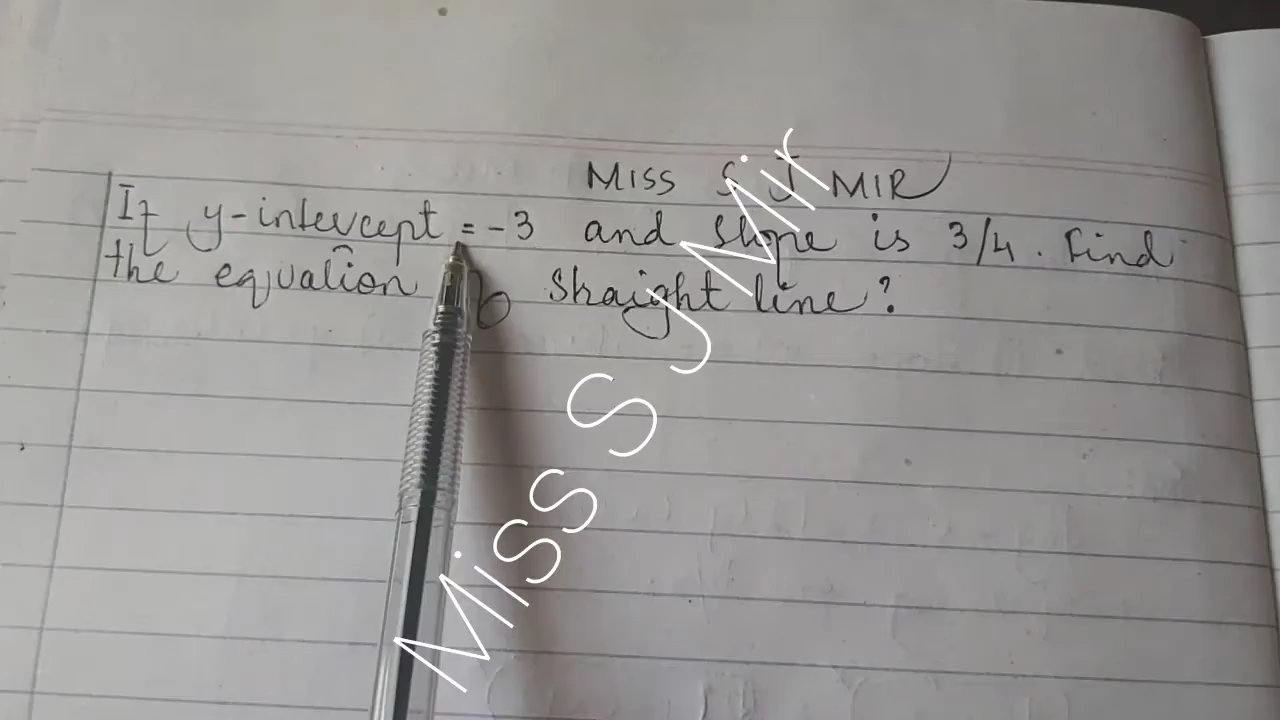 MISS S J MIR
If y-intercept = -3 and slope is 3/4. Find
the equation of straight line?
Miss S J Mir